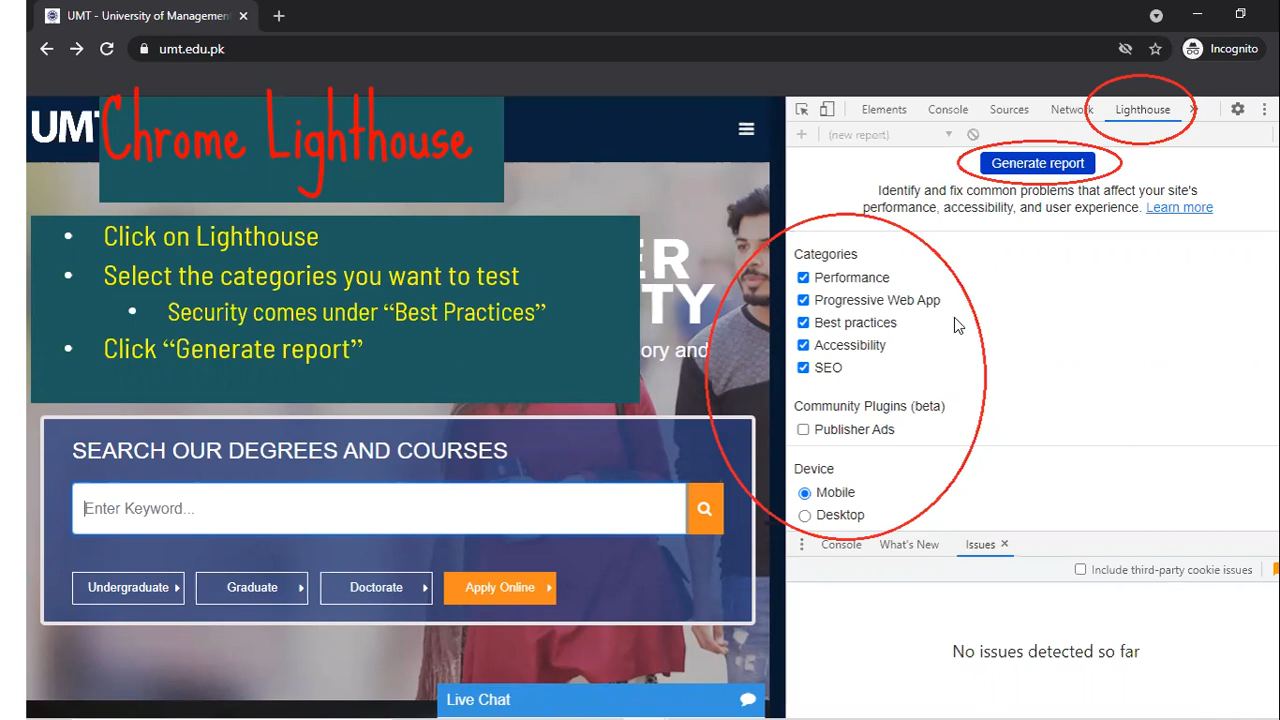 UMT - University of Management
umt.edu.pk
Incognito
UMT
Chrome Lighthouse
• Click on Lighthouse
• Select the categories you want to test
• Security comes under “Best Practices”
• Click “Generate report”
ory and
SEARCH OUR DEGREES AND COURSES
Enter Keyword...
Undergraduate
Graduate
Doctorate
Apply Online
Live Chat
Elements Console Sources Network Lighthouse
(new report)
Generate report
Identify and fix common problems that affect your site's
performance, accessibility, and user experience. Learn more
Categories
Performance
Progressive Web App
Best practices
Accessibility
SEO
Community Plugins (beta)
Publisher Ads
Device
Mobile
Desktop
Console What's New Issues
Include third-party cookie issues
No issues detected so far